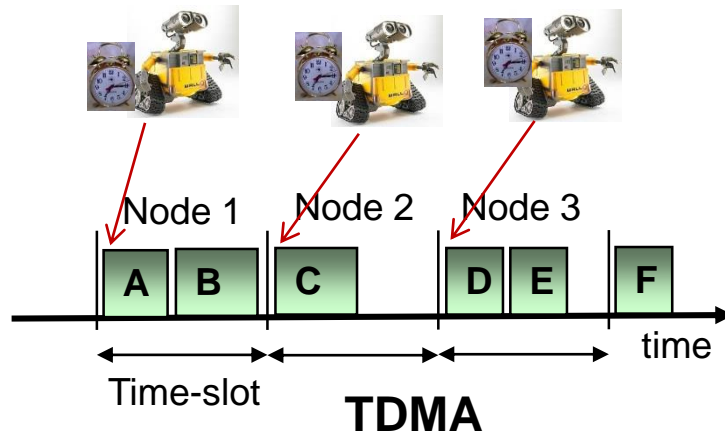 Node 1
Node 2
Node 3
A
B
C
D
E
F
time
Time-slot
TDMA